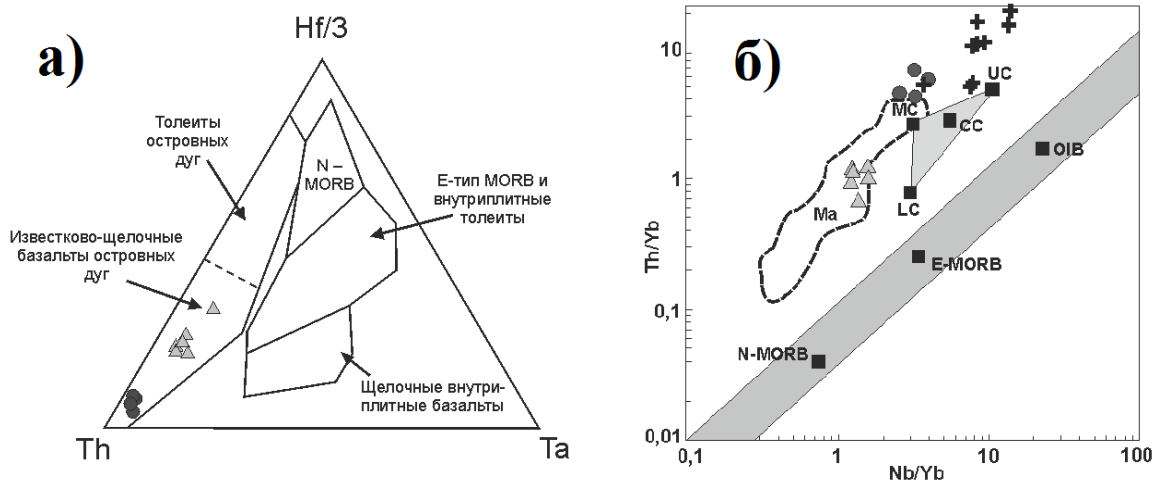 а)
Hf/3
Толеиты
островных
дуг
N –
MORB
Е-тип MORB и
внутриплитные
толеиты
Известково-щелочные
базальты островных
дуг
Щелочные внутри-
плитные базальты
Th
Ta
б)
10
1
0,1
0,01
Th/Yb
UC
MC
CC
OIB
Ma
LC
E-MORB
N-MORB
0,1
1
10
100
Nb/Yb